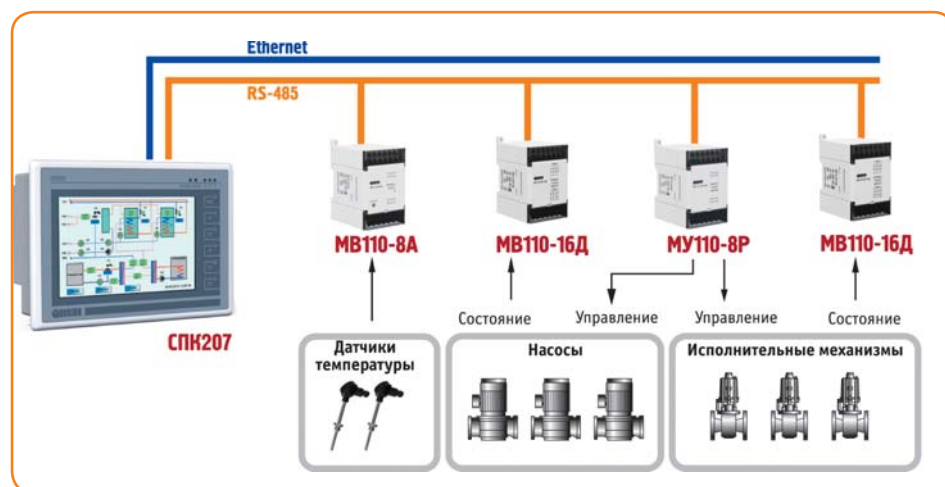 Ethernet
RS-485
МВ110-8А
МВ110-16Д
МУ110-8Р
МВ110-16Д
СПК207
Состояние
Управление
Управление
Состояние
Датчики
температуры
Насосы
Исполнительные механизмы